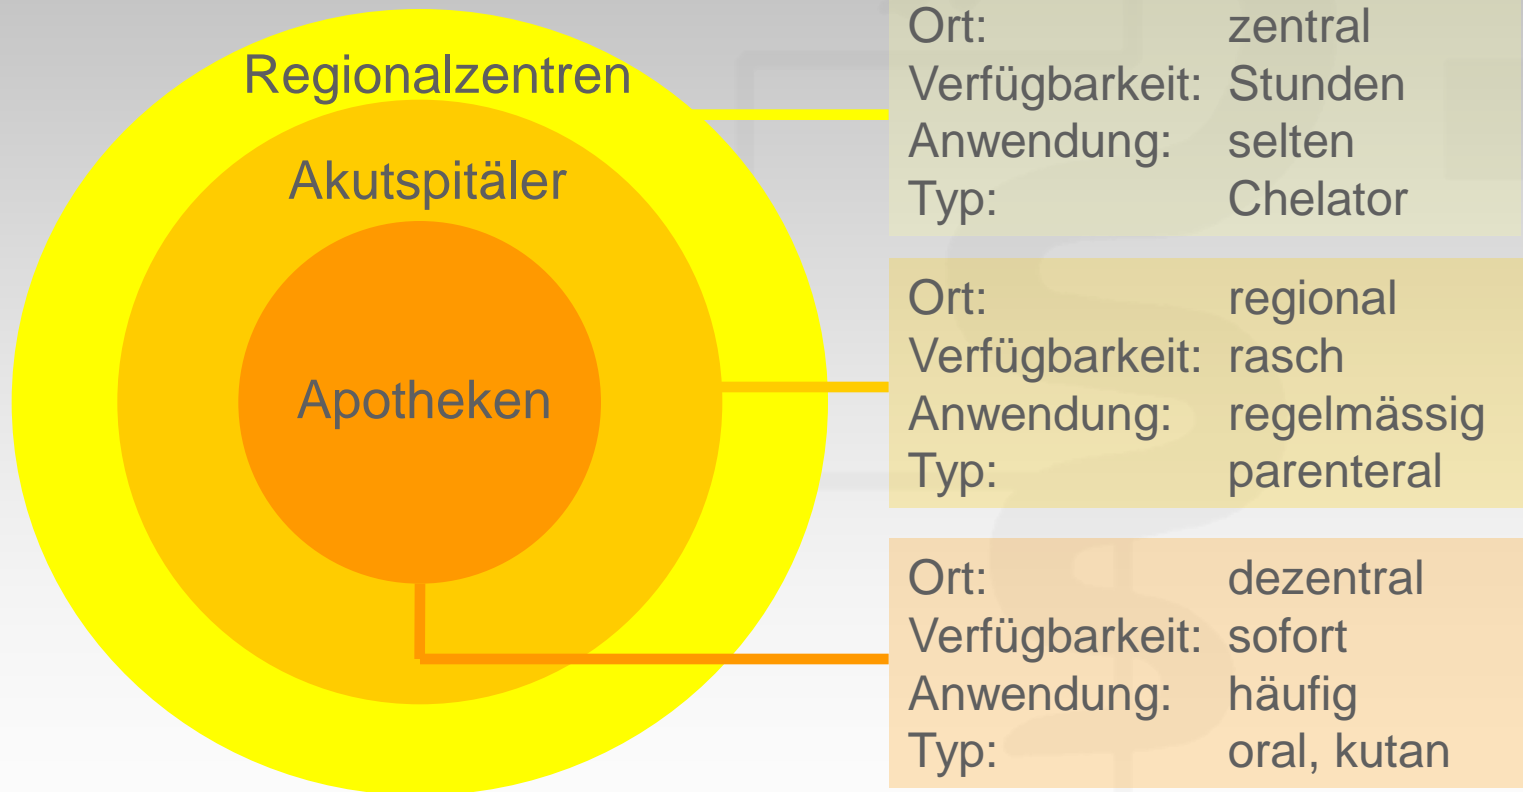 Regionalzentren
Akutspitäler
Apotheken
Ort: zentral
Verfügbarkeit: Stunden
Anwendung: selten
Typ: Chelator
Ort: regional
Verfügbarkeit: rasch
Anwendung: regelmässig
Typ: parenteral
Ort: dezentral
Verfügbarkeit: sofort
Anwendung: häufig
Typ: oral, kutan